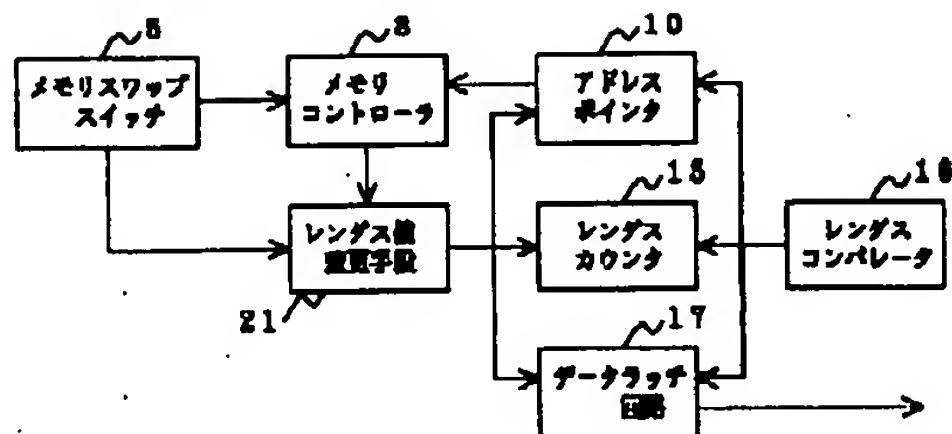 5
メモリスワップ
スイッチ
8
メモリ
コントローラ
10
アドレス
ポインタ
レングス値
変更手段
21
15
レングス
カウンタ
16
レングス
コンパレータ
17
データラッチ
回路